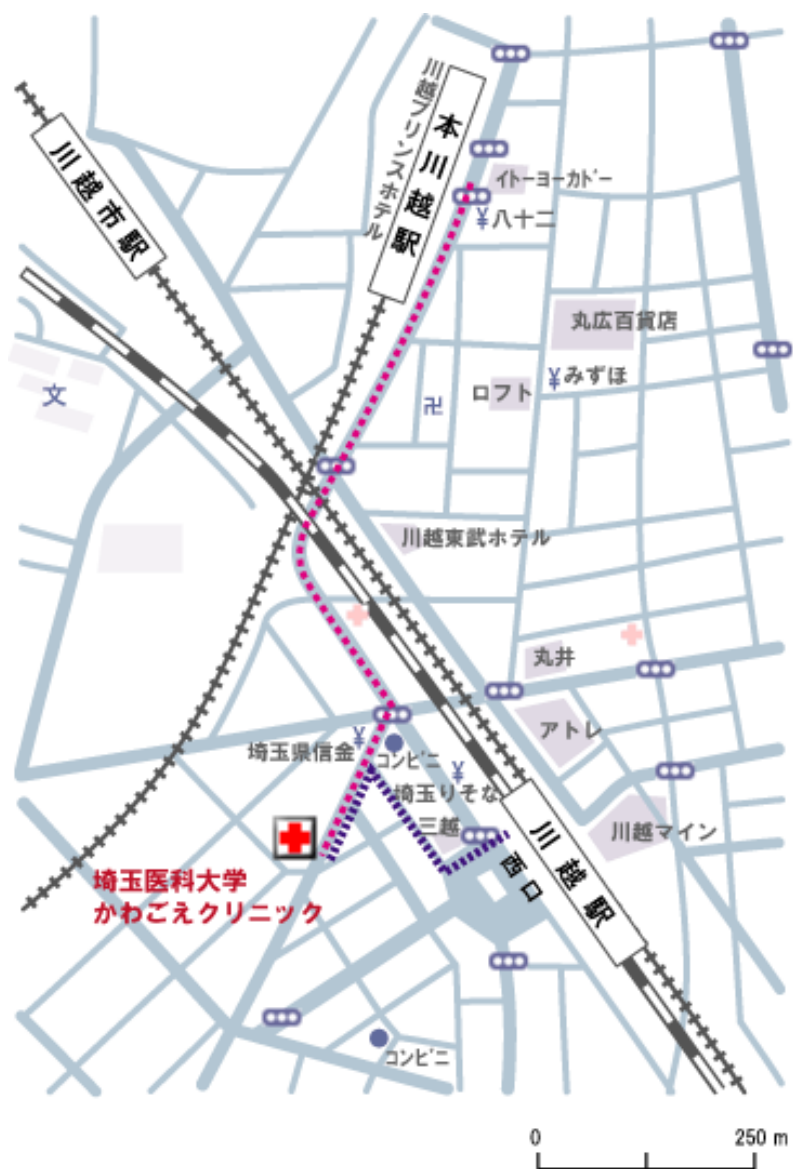 本川越駅
川越プリンスホテル
川越市駅
イトーヨーカドー
¥八十二
丸広百貨店
¥みずほ
ロフト
卍
文
川越東武ホテル
丸井
アトレ
埼玉県信金
¥
コンビニ
¥
埼玉りそな
三越
川越マイン
川越駅
西口
埼玉医科大学
かわごえクリニック
コンビニ
0 250 m